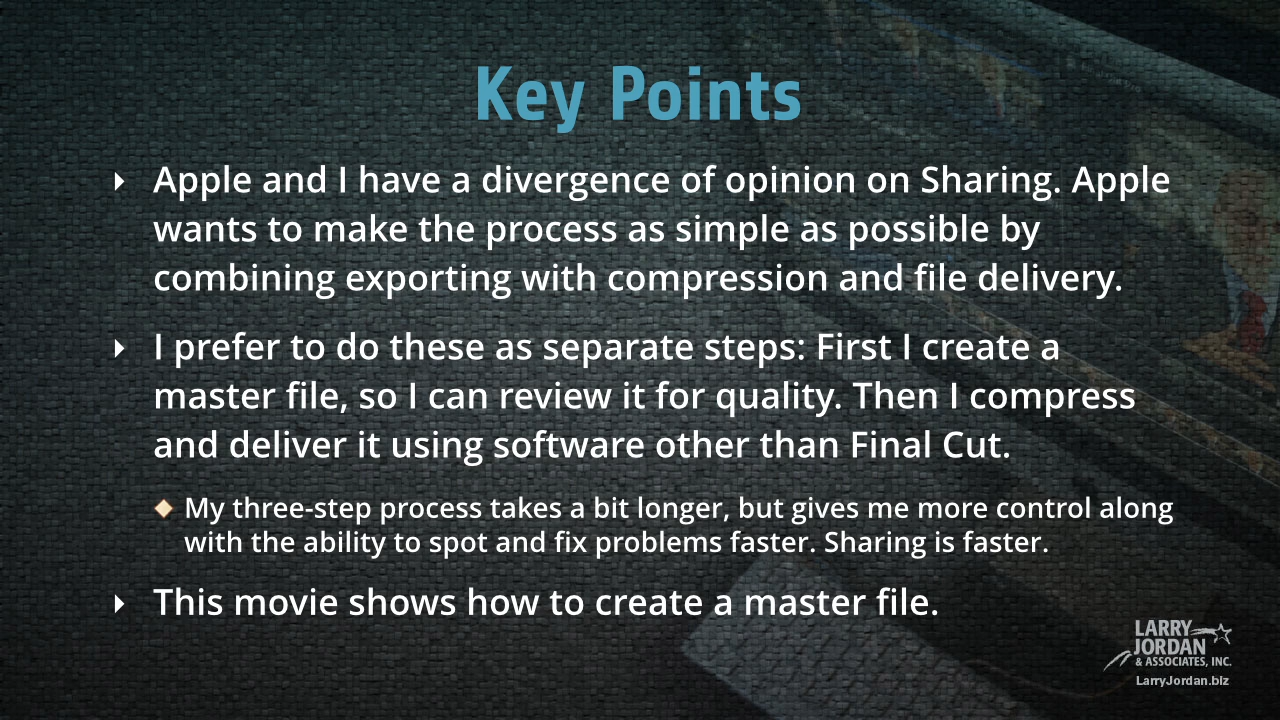 Key Points
Apple and I have a divergence of opinion on Sharing. Apple
wants to make the process as simple as possible by
combining exporting with compression and file delivery.
I prefer to do these as separate steps: First I create a
master file, so I can review it for quality. Then I compress
and deliver it using software other than Final Cut.
My three-step process takes a bit longer, but gives me more control along
with the ability to spot and fix problems faster. Sharing is faster.
This movie shows how to create a master file.
LARRY
JORDAN
& ASSOCIATES, INC.
LarryJordan.biz